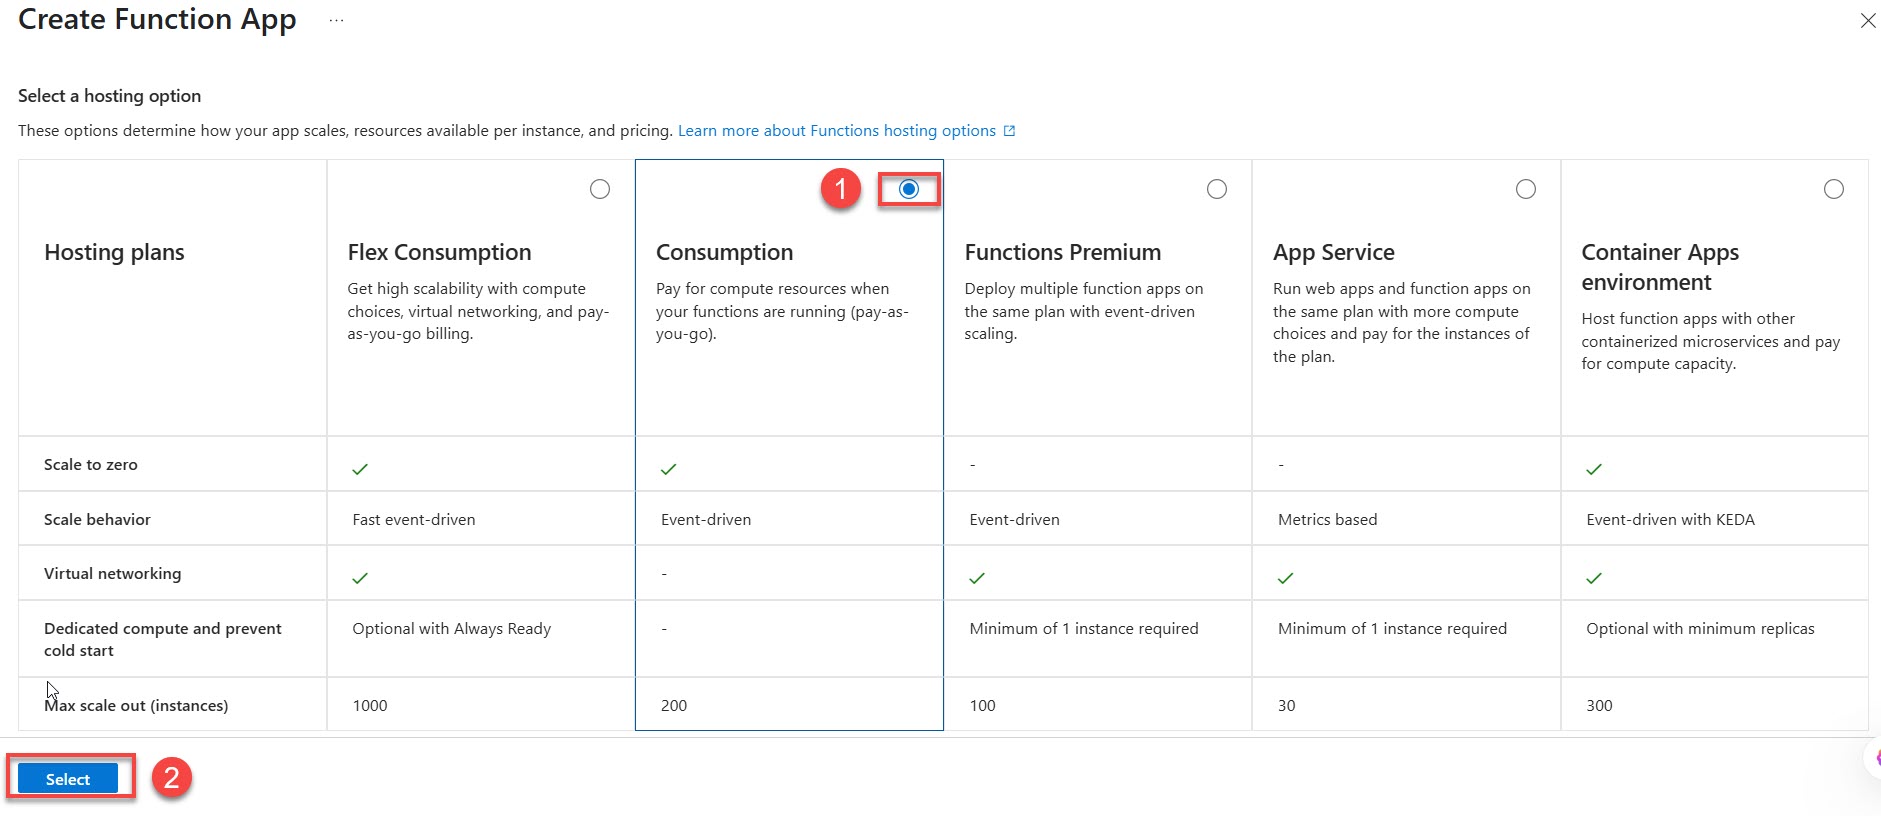 Create Function App ...
Select a hosting option
These options determine how your app scales, resources available per instance, and pricing. Learn more about Functions hosting options
1
Hosting plans
Flex Consumption
Get high scalability with compute
choices, virtual networking, and pay-
as-you-go billing.
Consumption
Pay for compute resources when
your functions are running (pay-as-
you-go).
Functions Premium
Deploy multiple function apps on
the same plan with event-driven
scaling.
App Service
Run web apps and function apps on
the same plan with more compute
choices and pay for the instances of
the plan.
Container Apps
environment
Host function apps with other
containerized microservices and pay
for compute capacity.
Scale to zero
-
-
Scale behavior
Fast event-driven
Event-driven
Event-driven
Metrics based
Event-driven with KEDA
Virtual networking
-
Dedicated compute and prevent
cold start
Optional with Always Ready
-
Minimum of 1 instance required
Minimum of 1 instance required
Optional with minimum replicas
Max scale out (instances)
1000
200
100
30
300
Select
2